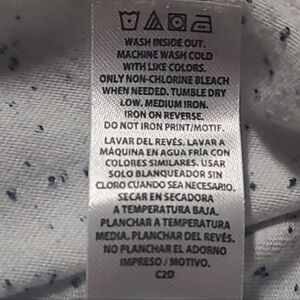 WASH INSIDE OUT.
MACHINE WASH COLD
WITH LIKE COLORS.
ONLY NON-CHLORINE BLEACH
WHEN NEEDED. TUMBLE DRY
LOW. MEDIUM IRON.
IRON ON REVERSE.
DO NOT IRON PRINT/MOTIF.
LAVAR DEL REVÉS. LAVAR A
MÁQUINA EN AGUA FRÍA CON
COLORES SIMILARES. USAR
SOLO BLANQUEADOR SIN
CLORO CUANDO SEA NECESARIO.
SECAR EN SECADORA
A TEMPERATURA BAJA.
PLANCHAR A TEMPERATURA
MEDIA. PLANCHAR DEL REVÉS.
NO PLANCHAR EL ADORNO
IMPRESO / MOTIVO.
C2D